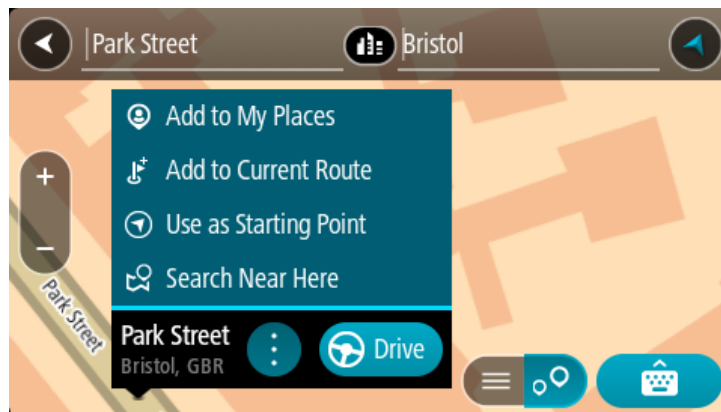 Park Street
Bristol
Add to My Places
Add to Current Route
Use as Starting Point
Search Near Here
Park Street
Park Street
Bristol, GBR
Drive